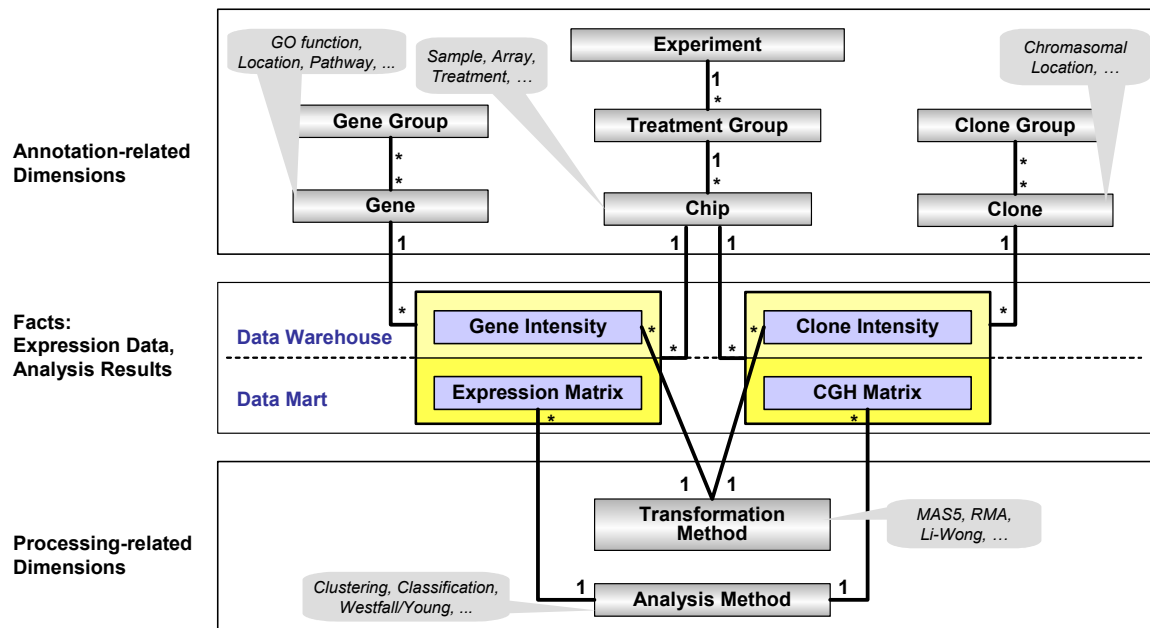 GO function,
Location, Pathway, ...
Sample, Array,
Treatment, …
Experiment
Chromasomal
Location, …
1
*
Gene Group
Treatment Group
Clone Group
Annotation-related
Dimensions
*
*
1
*
*
*
Gene
Chip
Clone
1
1
1
1
Facts:
Expression Data,
Analysis Results
Data Warehouse
*
Gene Intensity
*
*
*
Clone Intensity
*
*
Data Mart
Expression Matrix
*
CGH Matrix
*
1
1
Transformation
Method
MAS5, RMA,
Li-Wong, …
Processing-related
Dimensions
Clustering, Classification,
Westfall/Young, ...
1
Analysis Method
1